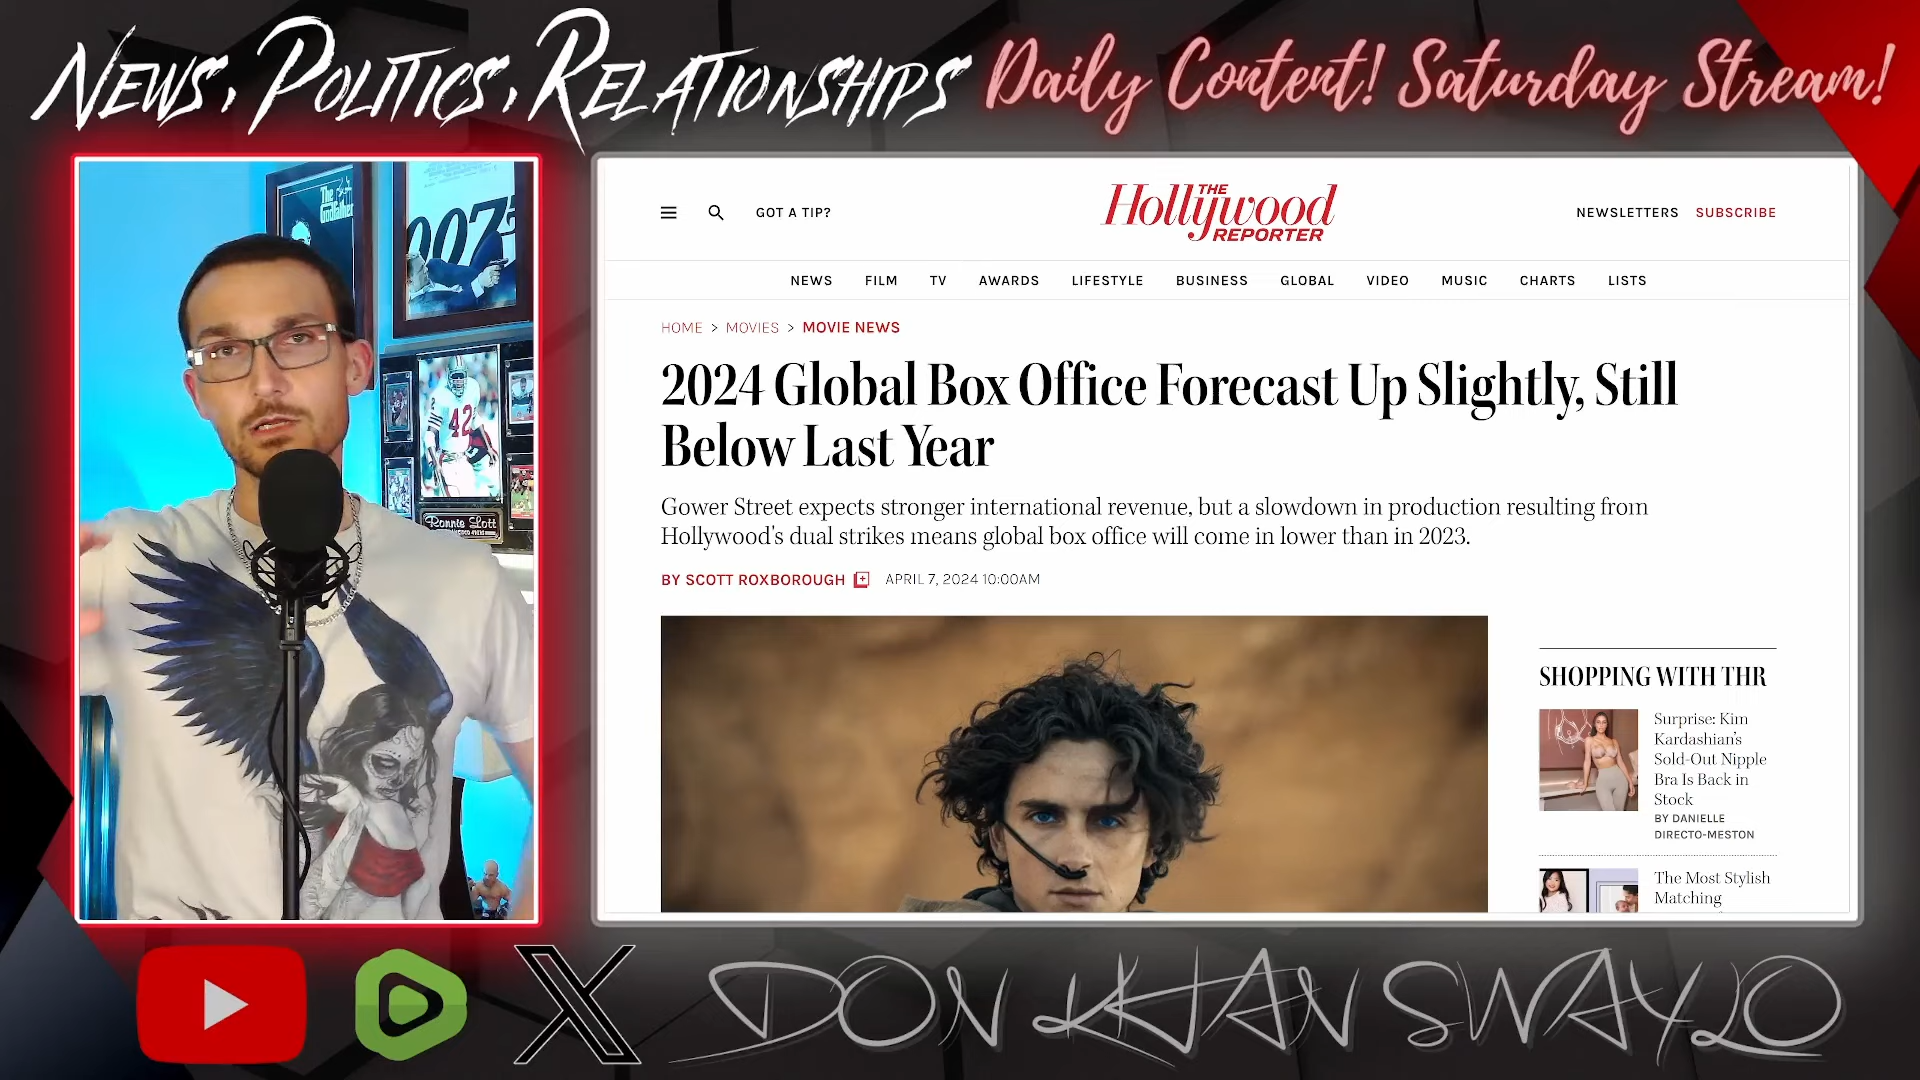 NEWS, POLITICS, RELATIONSHIPS Daily Content! Saturday Stream!
The
Godfather
007
42
Ronnie Lott
GOT A TIP?
THE
Hollywood
REPORTER
NEWSLETTERS SUBSCRIBE
NEWS FILM TV AWARDS LIFESTYLE BUSINESS GLOBAL VIDEO MUSIC CHARTS LISTS
HOME > MOVIES > MOVIE NEWS
2024 Global Box Office Forecast Up Slightly, Still
Below Last Year
Gower Street expects stronger international revenue, but a slowdown in production resulting from
Hollywood's dual strikes means global box office will come in lower than in 2023.
BY SCOTT ROXBOROUGH APRIL 7, 2024 10:00AM
SHOPPING WITH THR
Surprise: Kim
Kardashian's
Sold-Out Nipple
Bra Is Back in
Stock
BY DANIELLE
DIRECTO-MESTON
The Most Stylish
Matching
X DON KHAN SWAYLO